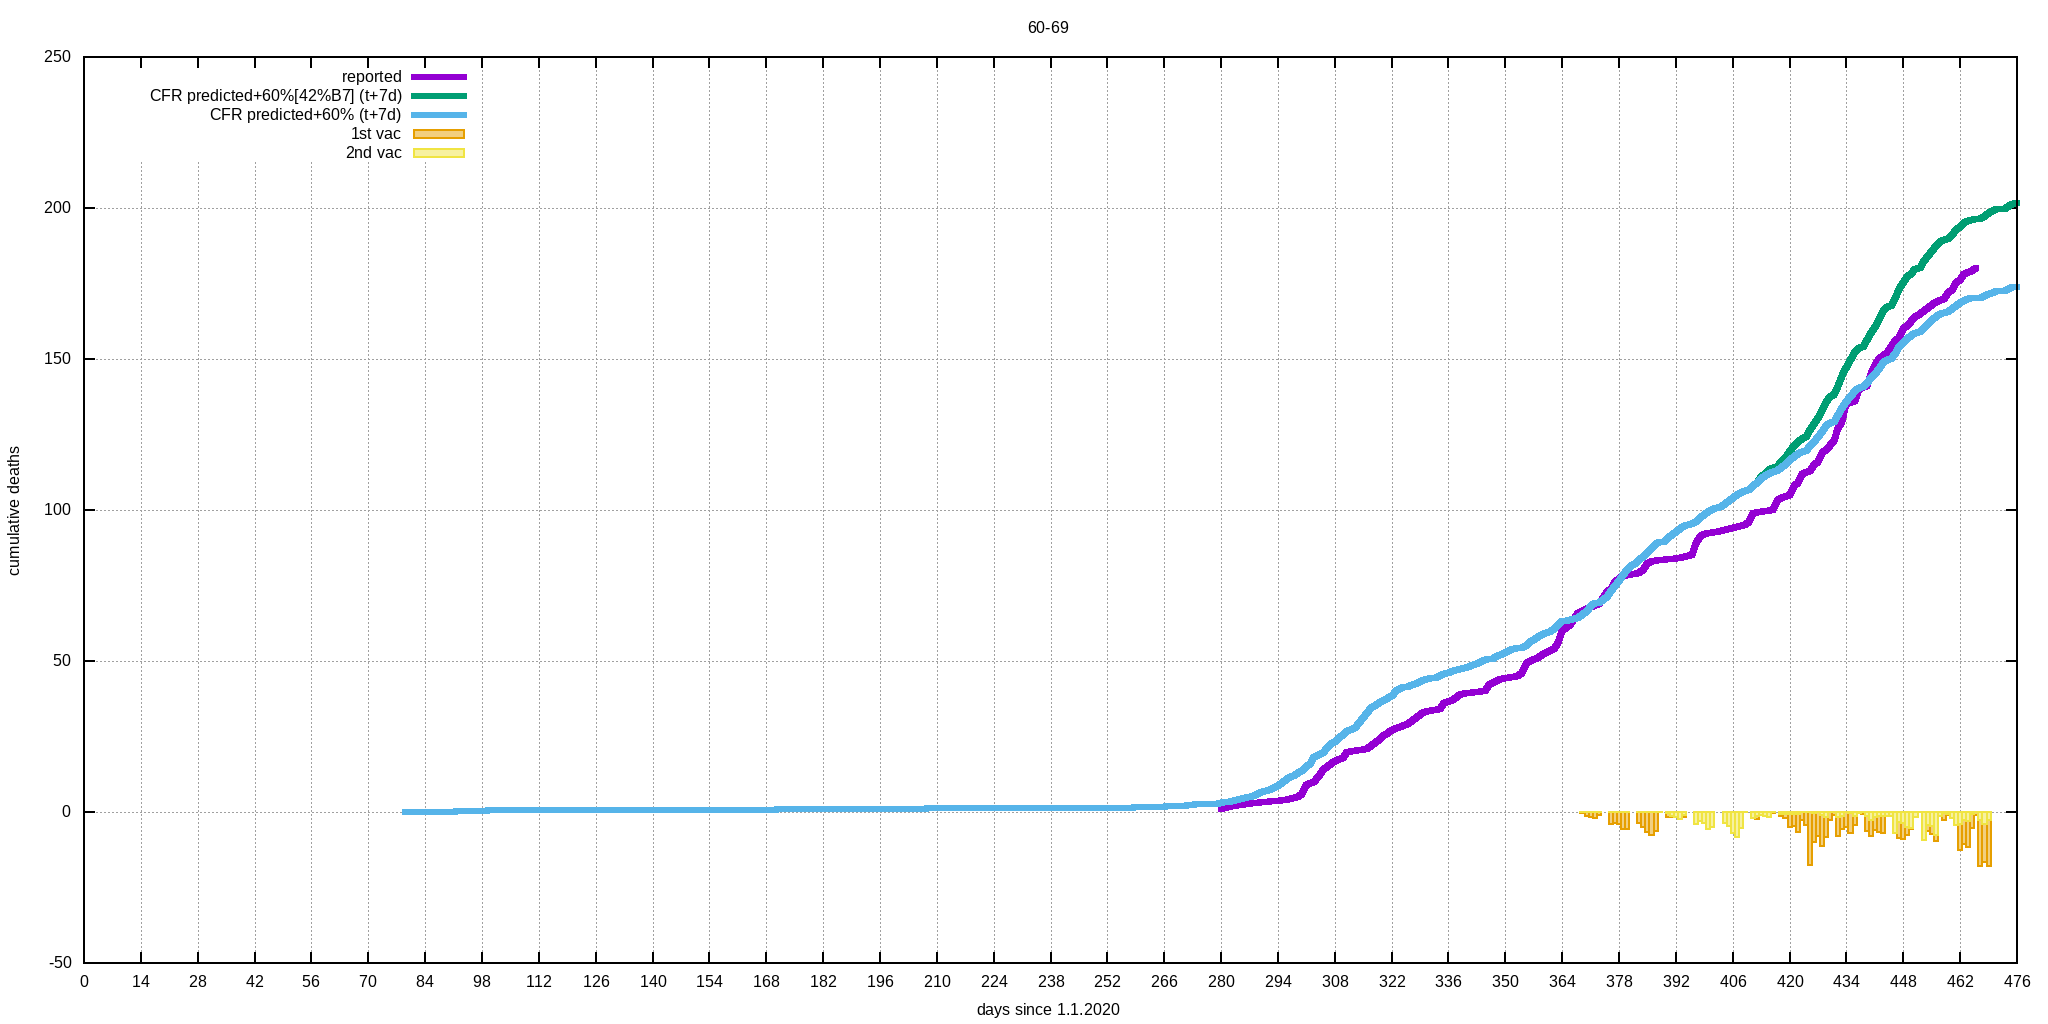 60-69
250
reported
CFR predicted+60%[42%B7] (t+7d)
CFR predicted+60% (t+7d)
1st vac
2nd vac
200
150
100
50
0
-50
cumulative deaths
0 14 28 42 56 70 84 98 112 126 140 154 168 182 196 210 224 238 252 266 280 294 308 322 336 350 364 378 392 406 420 434 448 462 476
days since 1.1.2020